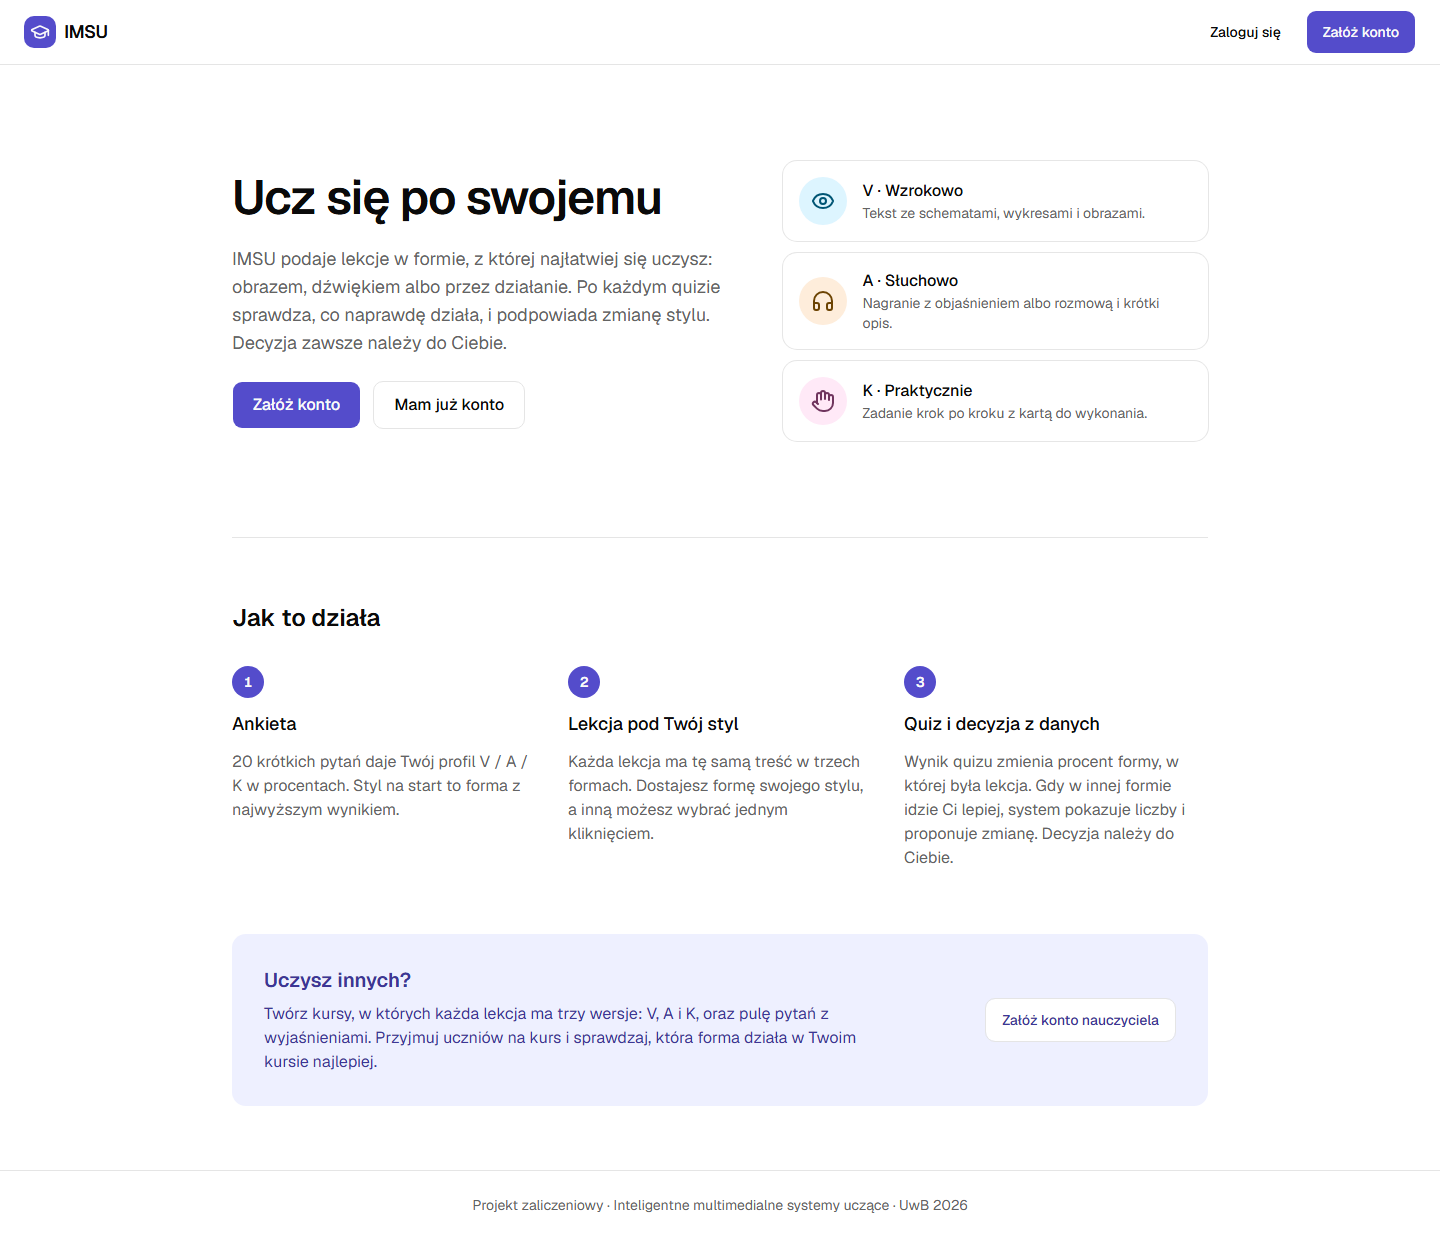 IMSU
Zaloguj się
Załóż konto
Ucz się po swojemu
IMSU podaje lekcje w formie, z której najłatwiej się uczysz:
obrazem, dźwiękiem albo przez działanie. Po każdym quizie
sprawdza, co naprawdę działa, i podpowiada zmianę stylu.
Decyzja zawsze należy do Ciebie.
Załóż konto
Mam już konto
V · Wzrokowo
Tekst ze schematami, wykresami i obrazami.
A · Słuchowo
Nagranie z objaśnieniem albo rozmową i krótki
opis.
K · Praktycznie
Zadanie krok po kroku z kartą do wykonania.
Jak to działa
1
Ankieta
20 krótkich pytań daje Twój profil V / A /
K w procentach. Styl na start to forma z
najwyższym wynikiem.
2
Lekcja pod Twój styl
Każda lekcja ma tę samą treść w trzech
formach. Dostajesz formę swojego stylu,
a inną możesz wybrać jednym
kliknięciem.
3
Quiz i decyzja z danych
Wynik quizu zmienia procent formy, w
której była lekcja. Gdy w innej formie
idzie Ci lepiej, system pokazuje liczby i
proponuje zmianę. Decyzja należy do
Ciebie.
Uczysz innych?
Twórz kursy, w których każda lekcja ma trzy wersje: V, A i K, oraz pulę pytań z
wyjaśnieniami. Przyjmuj uczniów na kurs i sprawdzaj, która forma działa w Twoim
kursie najlepiej.
Załóż konto nauczyciela
Projekt zaliczeniowy · Inteligentne multimedialne systemy uczące · UwB 2026